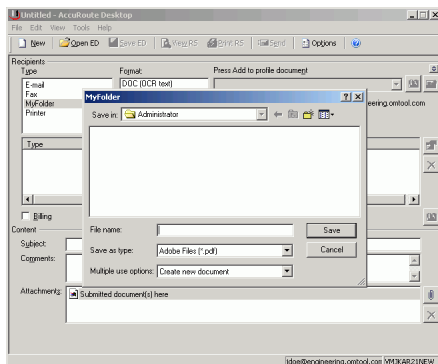 Untitled - AccuRoute Desktop
File Edit View Tools Help
New Open ED Save ED View RS Print RS Send Options
Recipients
Type Format Press Add to profile document
E-mail DOC (OCR text)
Fax
MyFolder eering.omtool.com
Printer
MyFolder
Save in: Administrator
Type
File name: Save
Save as type: Adobe Files (*.pdf) Cancel
Multiple use options: Create new document
Billing
Content
Subject:
Comments:
Attachments: Submitted document(s) here
jdoe@engineering.omtool.com VMJKAR21NEW